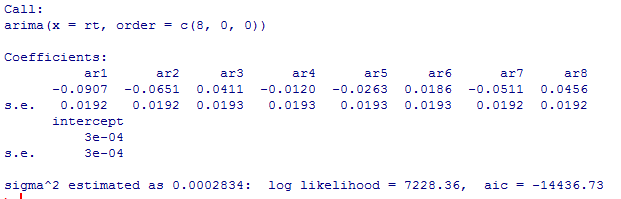 Call:
arima(x = rt, order = c(8, 0, 0))
Coefficients:
ar1 ar2 ar3 ar4 ar5 ar6 ar7 ar8
-0.0907 -0.0651 0.0411 -0.0120 -0.0263 0.0186 -0.0511 0.0456
s.e. 0.0192 0.0192 0.0193 0.0193 0.0193 0.0193 0.0192 0.0192
intercept
3e-04
s.e. 3e-04
sigma^2 estimated as 0.0002834: log likelihood = 7228.36, aic = -14436.73